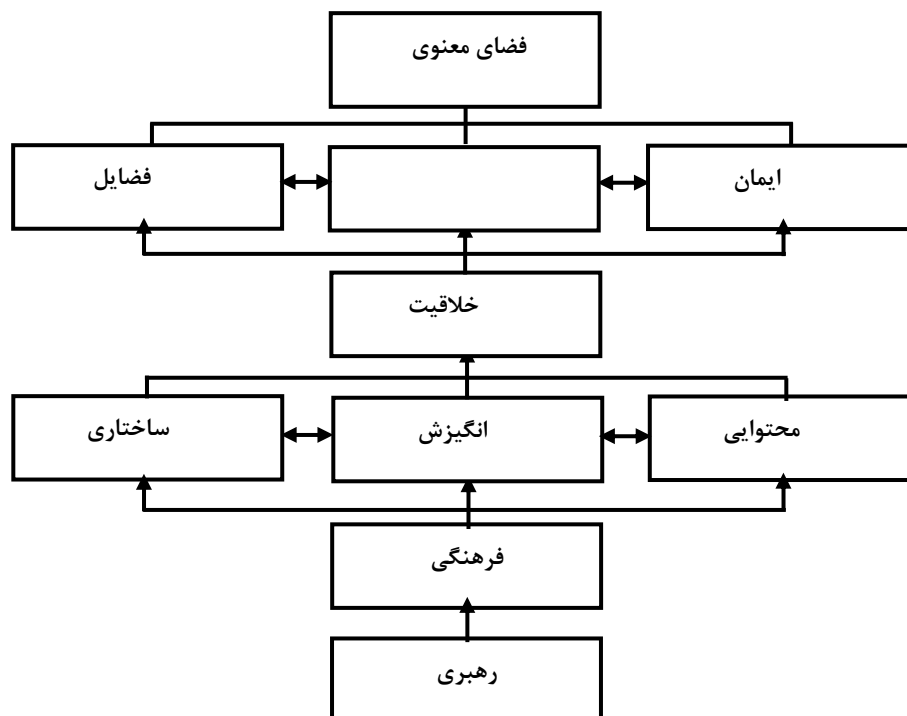 فضای معنوی
ایمان
فضایل
خلاقیت
محتوایی
انگیزش
ساختاری
فرهنگی
رهبری